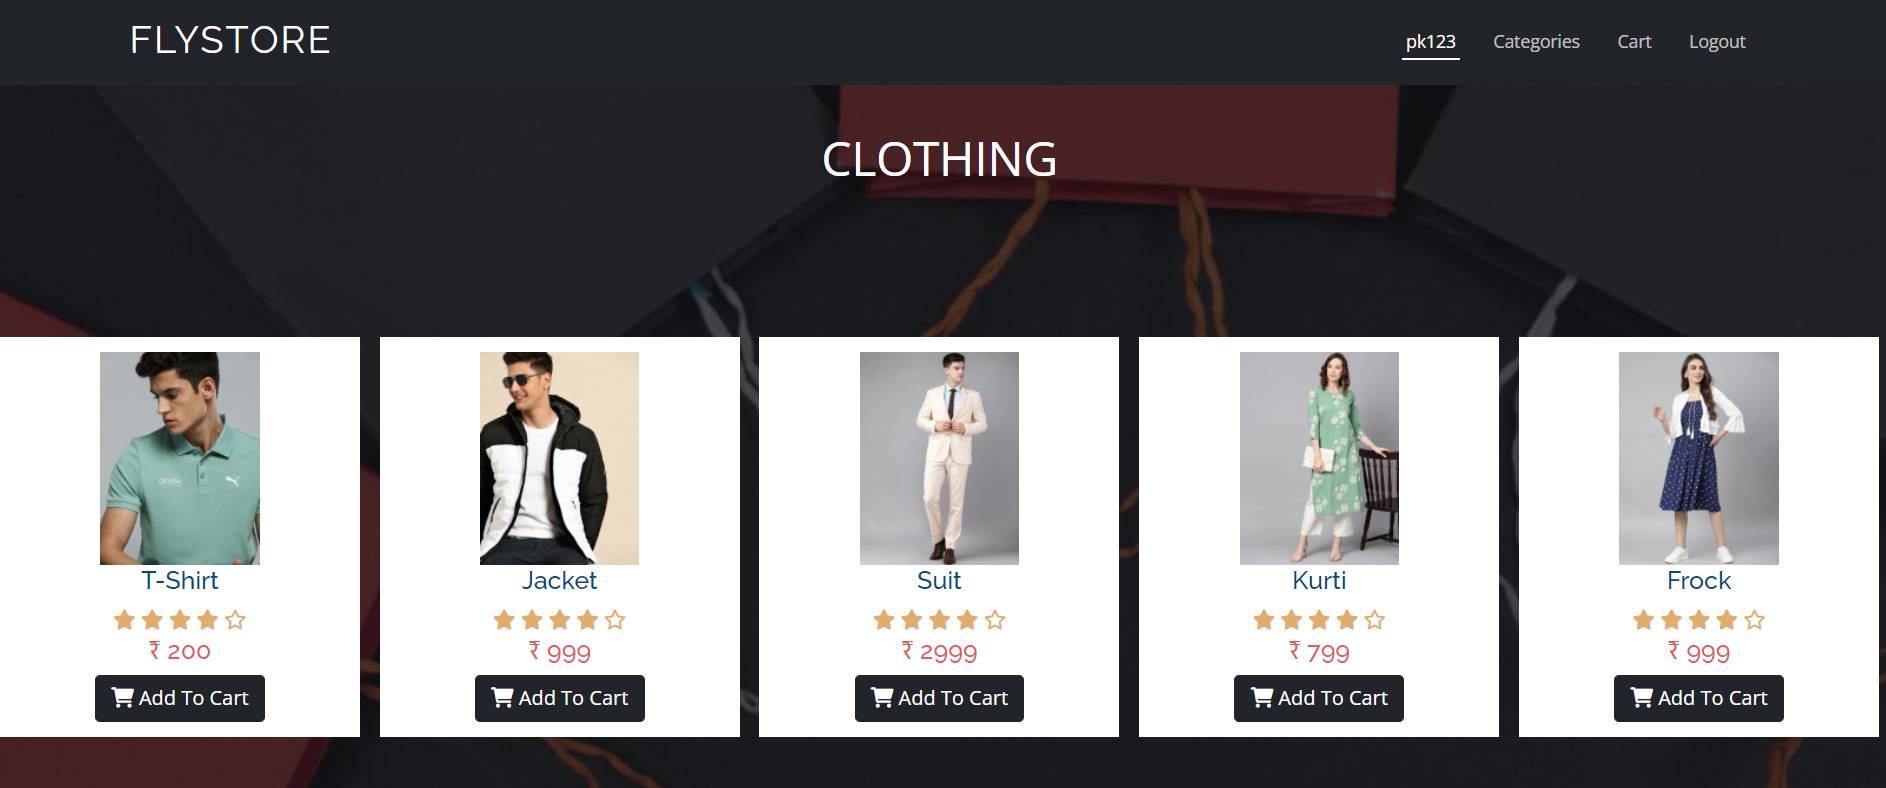 FLYSTORE
pk123 Categories Cart Logout
CLOTHING
T-Shirt
₹ 200
Add To Cart
Jacket
₹ 999
Add To Cart
Suit
₹ 2999
Add To Cart
Kurti
₹ 799
Add To Cart
Frock
₹ 999
Add To Cart